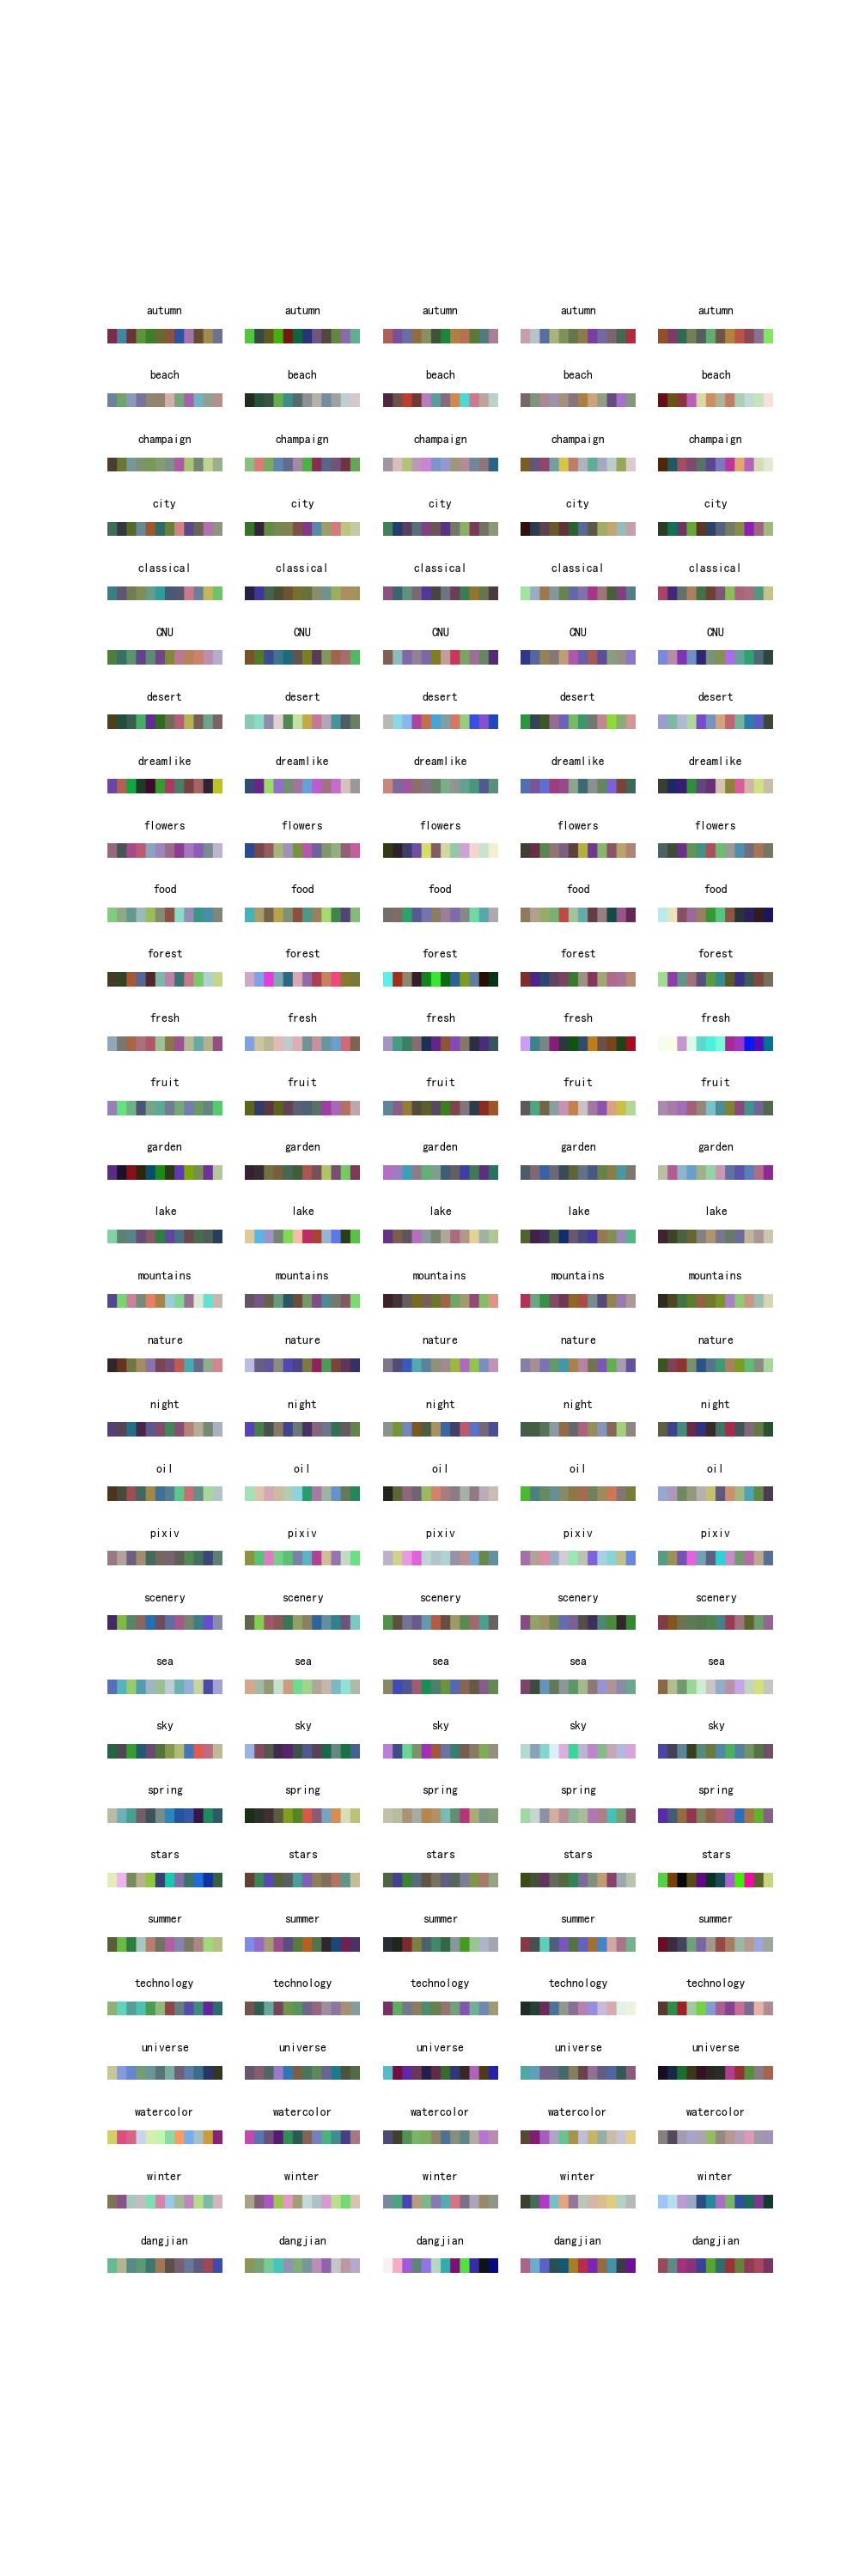 autumn autumn autumn autumn autumn
beach beach beach beach beach
champaign champaign champaign champaign champaign
city city city city city
classical classical classical classical classical
CNU CNU CNU CNU CNU
desert desert desert desert desert
dreamlike dreamlike dreamlike dreamlike dreamlike
flowers flowers flowers flowers flowers
food food food food food
forest forest forest forest forest
fresh fresh fresh fresh fresh
fruit fruit fruit fruit fruit
garden garden garden garden garden
lake lake lake lake lake
mountains mountains mountains mountains mountains
nature nature nature nature nature
night night night night night
oil oil oil oil oil
pixiv pixiv pixiv pixiv pixiv
scenery scenery scenery scenery scenery
sea sea sea sea sea
sky sky sky sky sky
spring spring spring spring spring
stars stars stars stars stars
summer summer summer summer summer
technology technology technology technology technology
universe universe universe universe universe
watercolor watercolor watercolor watercolor watercolor
winter winter winter winter winter
dangjian dangjian dangjian dangjian dangjian